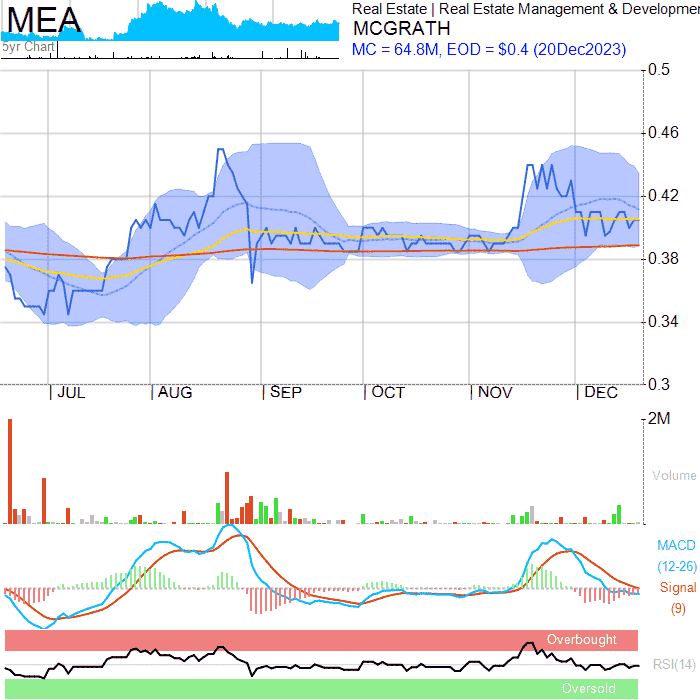 MEA
5yr Chart
Real Estate | Real Estate Management & Developmen
MCGRATH
MC = 64.8M, EOD = $0.4 (20Dec2023)
0.5
0.46
0.42
0.38
0.34
0.3
JUL AUG SEP OCT NOV DEC
2M
Volume
MACD
(12-26)
Signal
(9)
Overbought
RSI(14)
Oversold